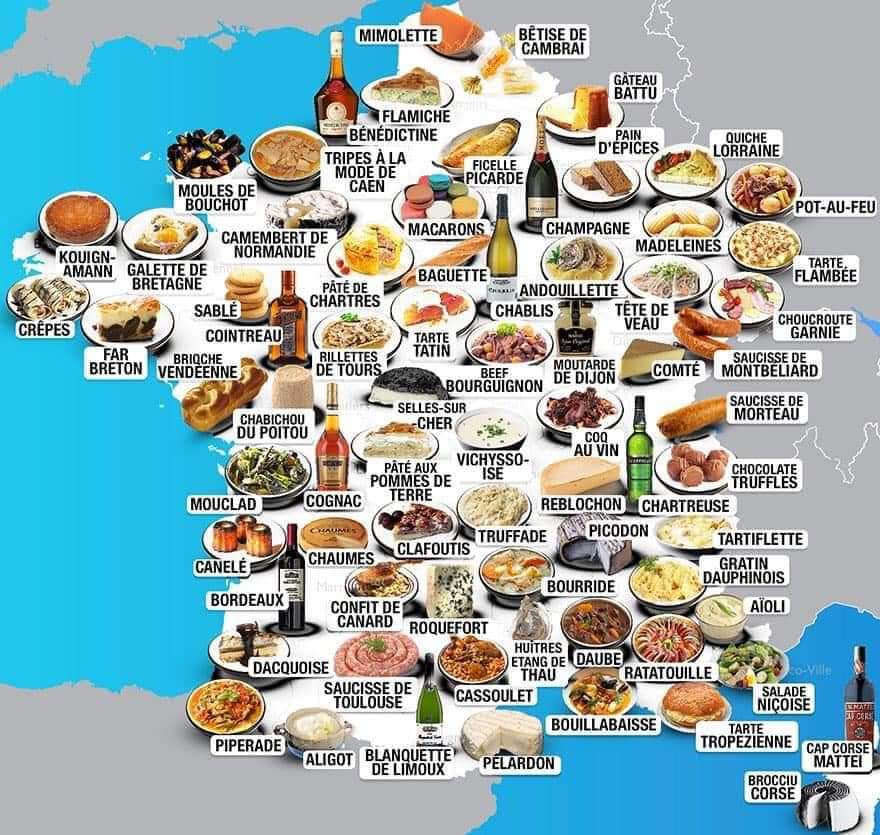 MIMOLETTE
BÊTISE DE
CAMBRAI
GÂTEAU
BATTU
FLAMICHE
BÉNÉDICTINE
PAIN
D'ÉPICES
QUICHE
LORRAINE
TRIPES À LA
MODE DE
CAEN
FICELLE
PICARDE
MOULES DE
BOUCHOT
POT-AU-FEU
MACARONS
CHAMPAGNE
MADELEINES
CAMEMBERT DE
NORMANDIE
KOUIGN-
AMANN
GALETTE DE
BRETAGNE
BAGUETTE
TARTE
FLAMBÉE
PÂTÉ DE
CHARTRES
ANDOUILLETTE
CHABLIS
CHABLIS
SABLÉ
TÊTE DE
VEAU
CHOUCROUTE
GARNIE
CRÊPES
COINTREAU
TARTE
TATIN
FAR
BRETON
BRIOCHE
VENDÉENNE
RILLETTES
DE TOURS
BEEF
BOURGUIGNON
MOUTARDE
DE DIJON
COMTÉ
SAUCISSE DE
MONTBELIARD
CHABICHOU
DU POITOU
SELLES-SUR
-CHER
SAUCISSE DE
MORTEAU
COQ
AU VIN
VICHYSSO-
ISE
PÂTÉ AUX
POMMES DE
TERRE
CHOCOLATE
TRUFFLES
MOUCLAD
COGNAC
REBLOCHON
CHARTREUSE
CHAUMES
CHAUMES
CLAFOUTIS
TRUFFADE
PICODON
TARTIFLETTE
CANELÉ
GRATIN
DAUPHINOIS
BOURRIDE
BORDEAUX
CONFIT DE
CANARD
ROQUEFORT
AÏOLI
HUÎTRES
ETANG DE
THAU
DAUBE
RATATOUILLE
co-Ville
DACQUOISE
SAUCISSE DE
TOULOUSE
CASSOULET
SALADE
NIÇOISE
BOUILLABAISSE
TARTE
TROPEZIENNE
PIPERADE
ALIGOT
BLANQUETTE
DE LIMOUX
PÉLARDON
CAP CORSE
CAP CORSE
MATTEI
BROCCIU
CORSE